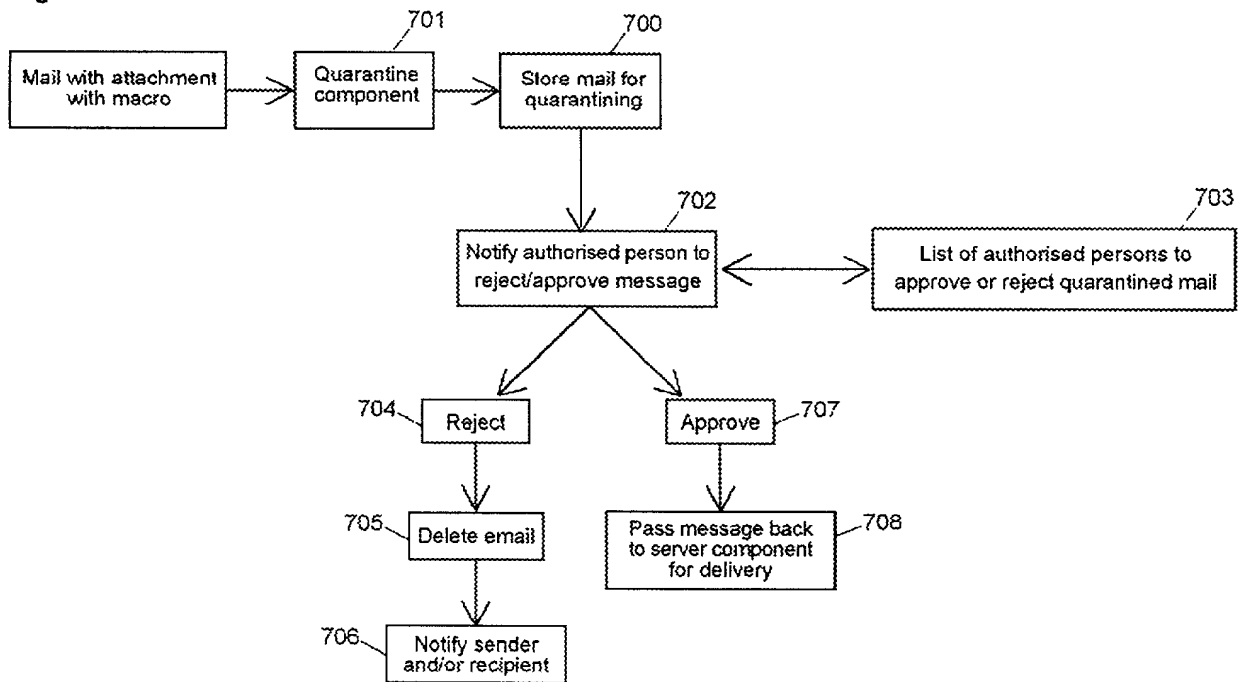 701
700
Mail with attachment
with macro
Quarantine
component
Store mail for
quarantining
702
703
Notify authorised person to
reject/approve message
List of authorised persons to
approve or reject quarantined mail
704
Reject
Approve
707
705
Delete email
Pass message back
to server component
for delivery
708
706
Notify sender
and/or recipient